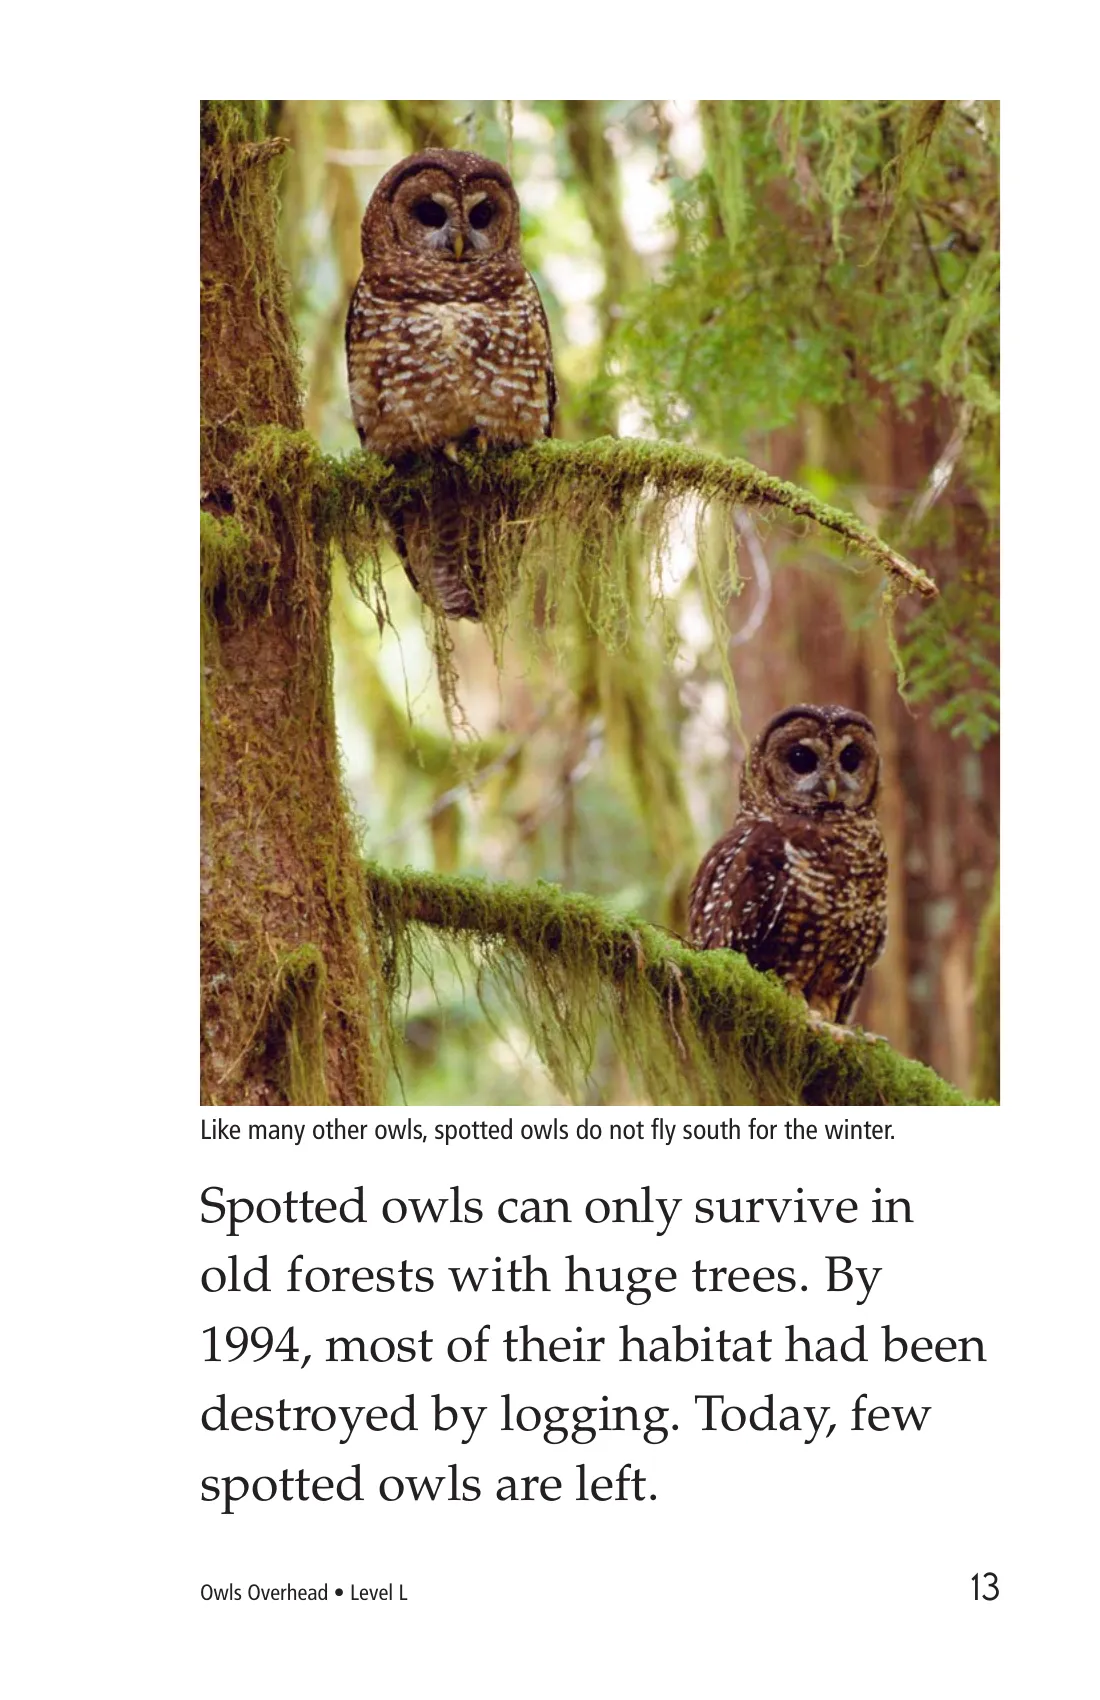 Like many other owls, spotted owls do not fly south for the winter.
Spotted owls can only survive in
old forests with huge trees. By
1994, most of their habitat had been
destroyed by logging. Today, few
spotted owls are left.
Owls Overhead • Level L
13